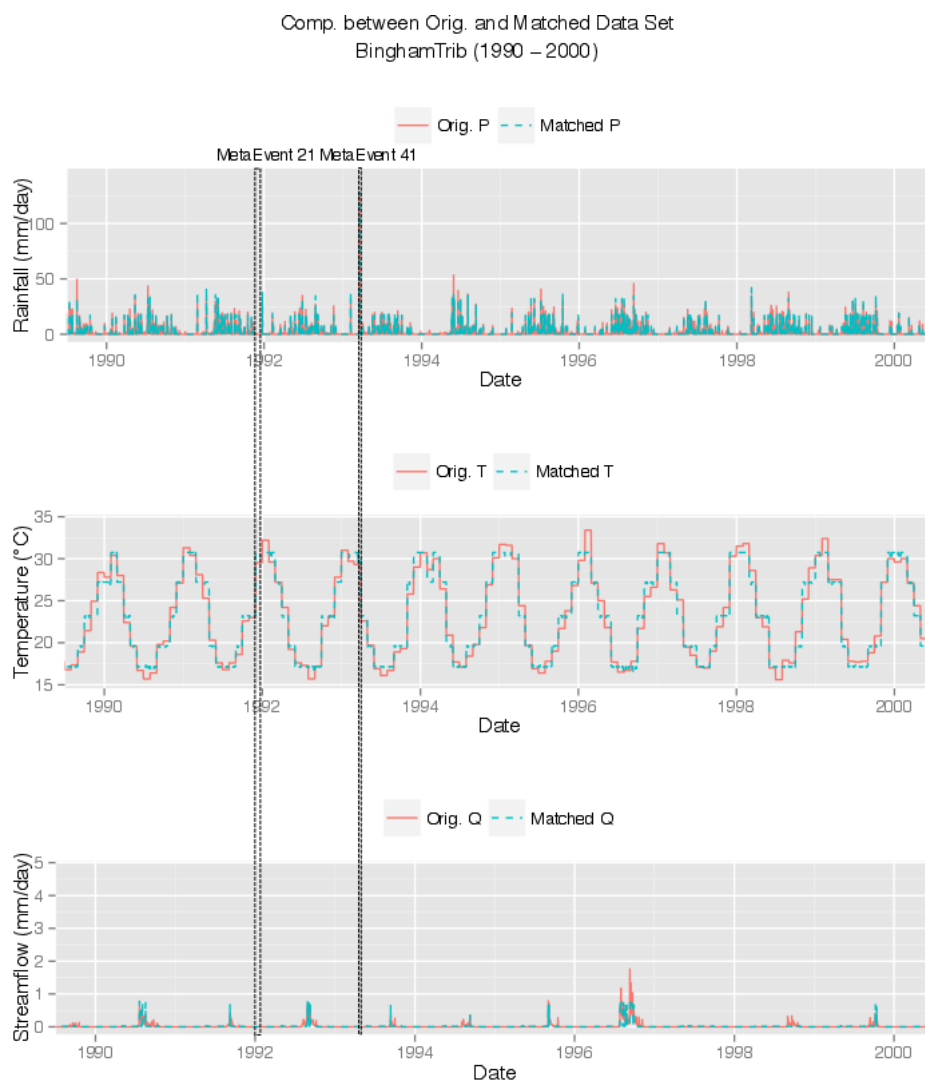 Comp. between Orig. and Matched Data Set
BinghamTrib (1990 – 2000)
Orig. P Matched P
MetaEvent 21 MetaEvent 41
Rainfall (mm/day)
100
50
0
1990 1992 1994 1996 1998 2000
Date
Orig. T Matched T
Temperature (°C)
35
30
25
20
15
1990 1992 1994 1996 1998 2000
Date
Orig. Q Matched Q
Streamflow (mm/day)
5
4
3
2
1
0
1990 1992 1994 1996 1998 2000
Date